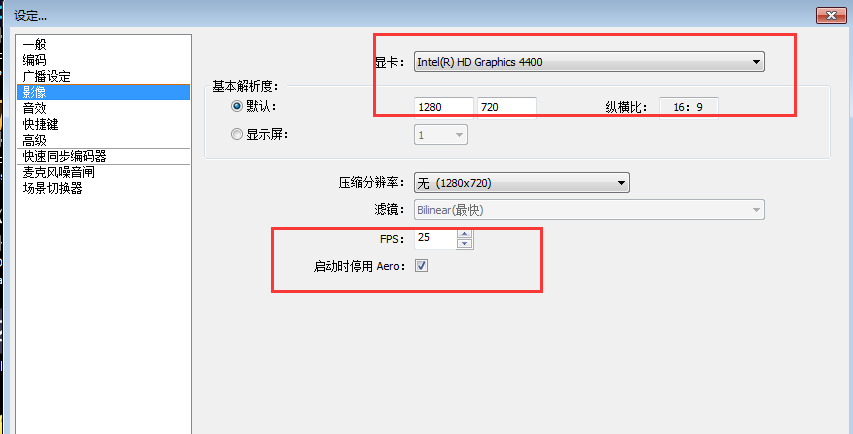 设定...
一般
编码
广播设定
影像
音效
快捷键
高级
快速同步编码器
麦克风噪音闸
场景切换器
显卡： Intel(R) HD Graphics 4400
基本解析度：
默认： 1280 720 纵横比： 16：9
显示屏： 1
压缩分辨率： 无 (1280x720)
滤镜： Bilinear(最快)
FPS： 25
启动时停用 Aero：